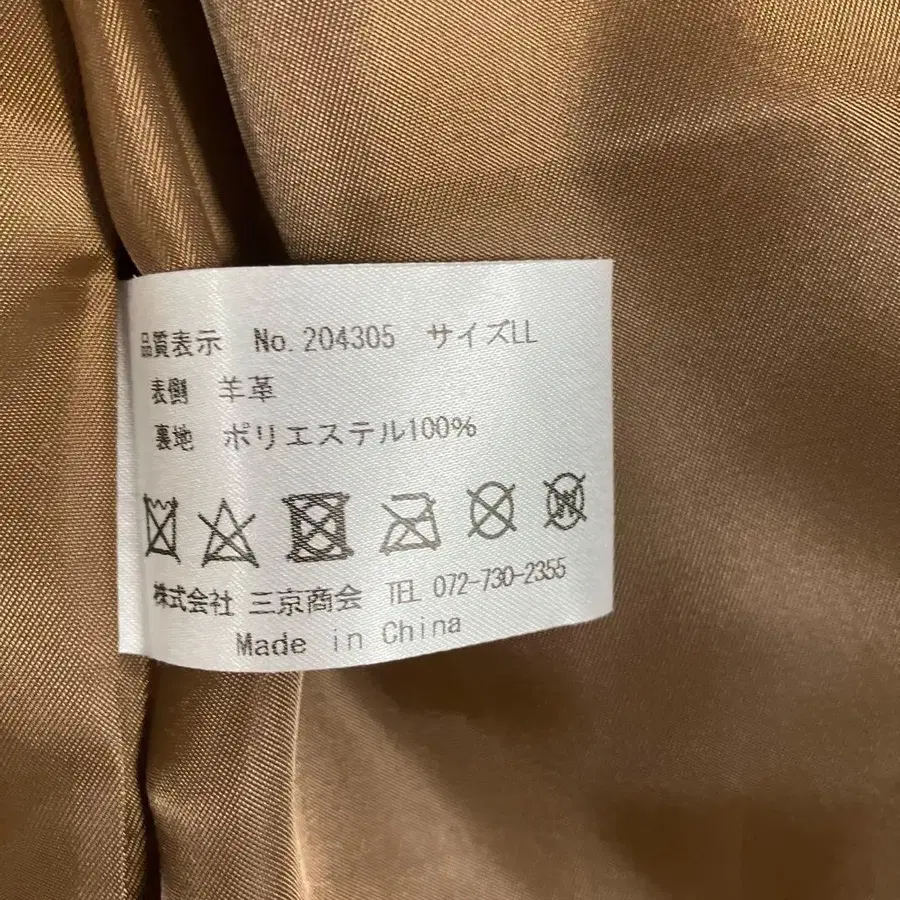 品質表示 No.204305 サイズLL
表側 羊革
裏地 ポリエステル100%
W
株式会社 三京商会 TEL 072-730-2355
Made in China